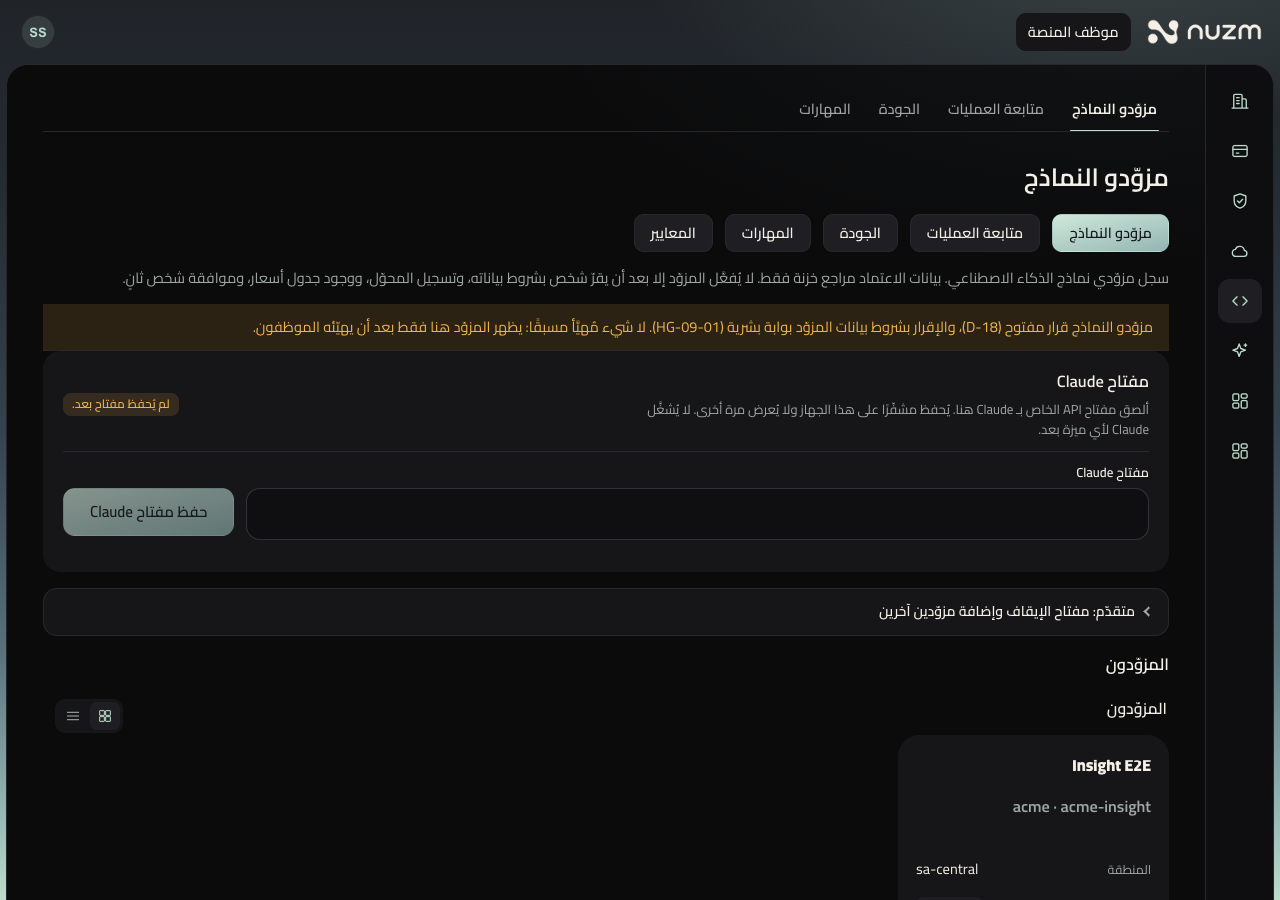 nuzm
موظف المنصة
SS
مزوّدو النماذج
متابعة العمليات
الجودة
المهارات
مزوّدو النماذج
مزوّدو النماذج
متابعة العمليات
الجودة
المهارات
المعايير
سجل مزوّدي نماذج الذكاء الاصطناعي. بيانات الاعتماد مراجع خزنة فقط. لا يُفعَّل المزوّد إلا بعد أن يقرّ شخص بشروط بياناته، وتسجيل المحوّل، ووجود جدول أسعار، وموافقة شخص ثانٍ.
مزوّدو النماذج قرار مفتوح (D-18)، والإقرار بشروط بيانات المزوّد بوابة بشرية (HG-09-01). لا شيء مُهيَّأ مسبقًا: يظهر المزوّد هنا فقط بعد أن يهيّئه الموظفون.
مفتاح Claude
لم يُحفظ مفتاح بعد.
ألصق مفتاح API الخاص بـ Claude هنا. يُحفظ مشفّرًا على هذا الجهاز ولا يُعرض مرة أخرى. لا يُشغَّل
Claude لأي ميزة بعد.
مفتاح Claude
حفظ مفتاح Claude
متقدّم: مفتاح الإيقاف وإضافة مزوّدين آخرين
المزوّدون
المزوّدون
Insight E2E
acme · acme-insight
المنطقة
sa-central